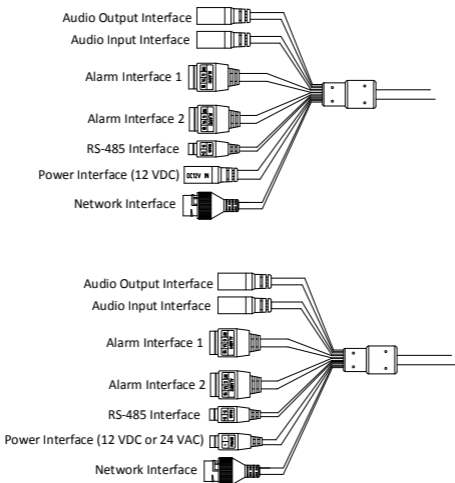 Audio Output Interface
Audio Input Interface
Alarm Interface 1
Alarm Interface 2
RS-485 Interface
Power Interface (12 VDC)
DC12V IN
Network Interface
Audio Output Interface
Audio Input Interface
Alarm Interface 1
Alarm Interface 2
RS-485 Interface
Power Interface (12 VDC or 24 VAC)
Network Interface